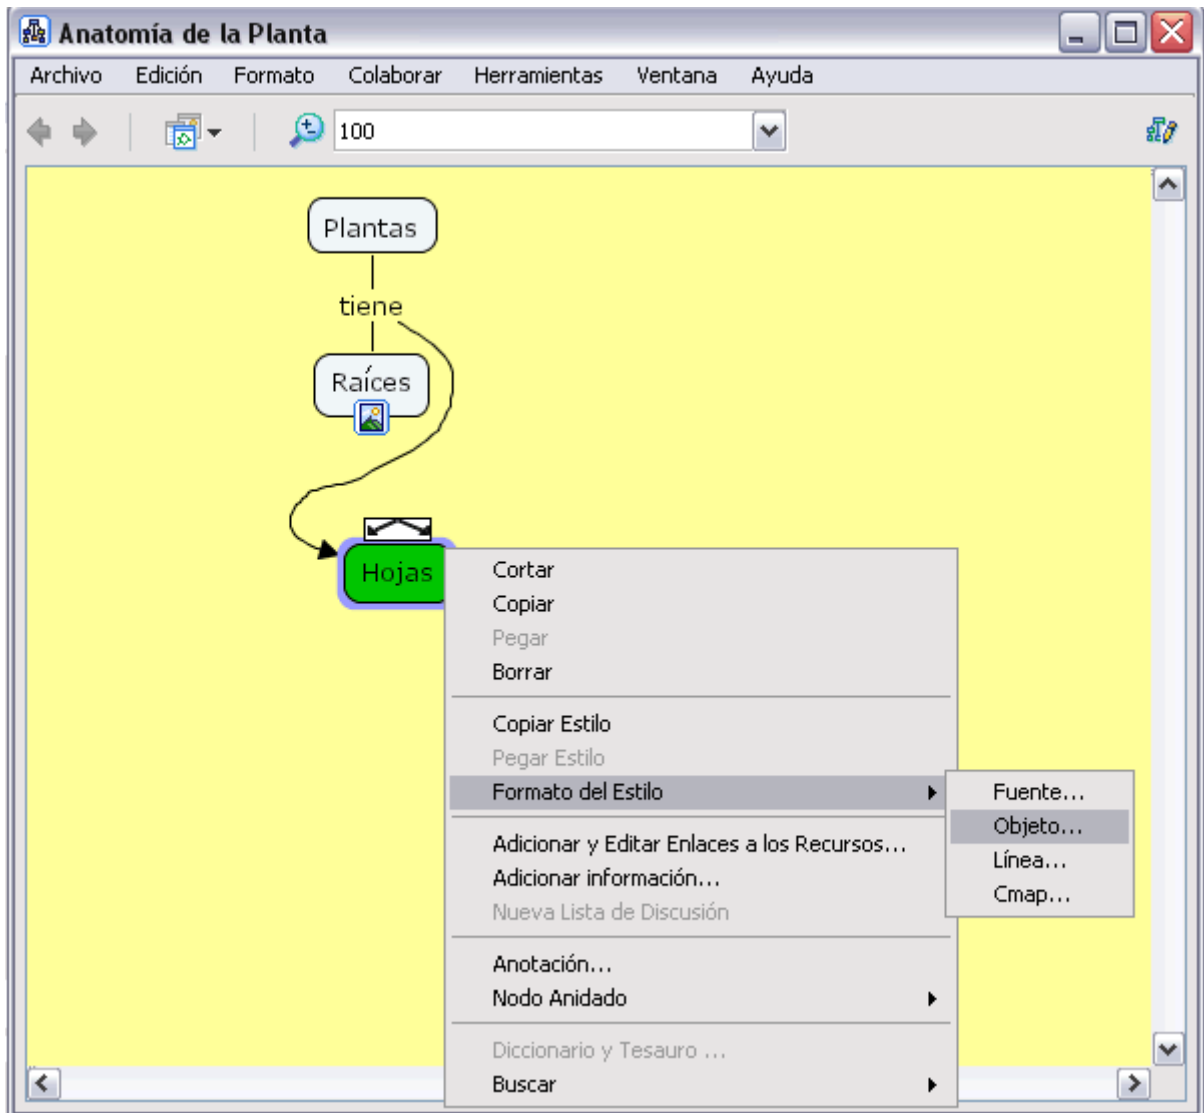 Anatomía de la Planta
Archivo Edición Formato Colaborar Herramientas Ventana Ayuda
100
Plantas
tiene
Raíces
Hojas
Cortar
Copiar
Pegar
Borrar
Copiar Estilo
Pegar Estilo
Formato del Estilo
Fuente...
Objeto...
Línea...
Cmap...
Adicionar y Editar Enlaces a los Recursos...
Adicionar información...
Nueva Lista de Discusión
Anotación...
Nodo Anidado
Diccionario y Tesauro ...
Buscar